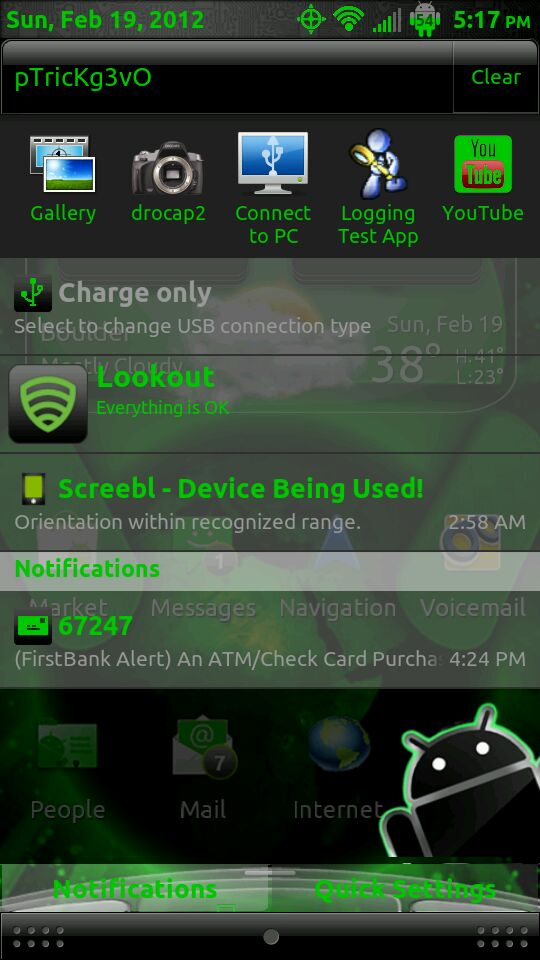 Sun, Feb 19, 2012
54
5:17 PM
pTricKg3vO
Clear
Gallery
drocap2
Connect
to PC
Logging
Test App
You
Tube
YouTube
Charge only
Select to change USB connection type
Boulder
Sun, Feb 19
Mostly Cloudy
38°
H:41°
L:23°
Lookout
Everything is OK
Screebl - Device Being Used!
Orientation within recognized range.
2:58 AM
1
Notifications
Market
Messages
Navigation
Voicemail
67247
(FirstBank Alert) An ATM/Check Card Purcha
4:24 PM
@
7
People
Mail
Internet
Notifications
Quick Settings